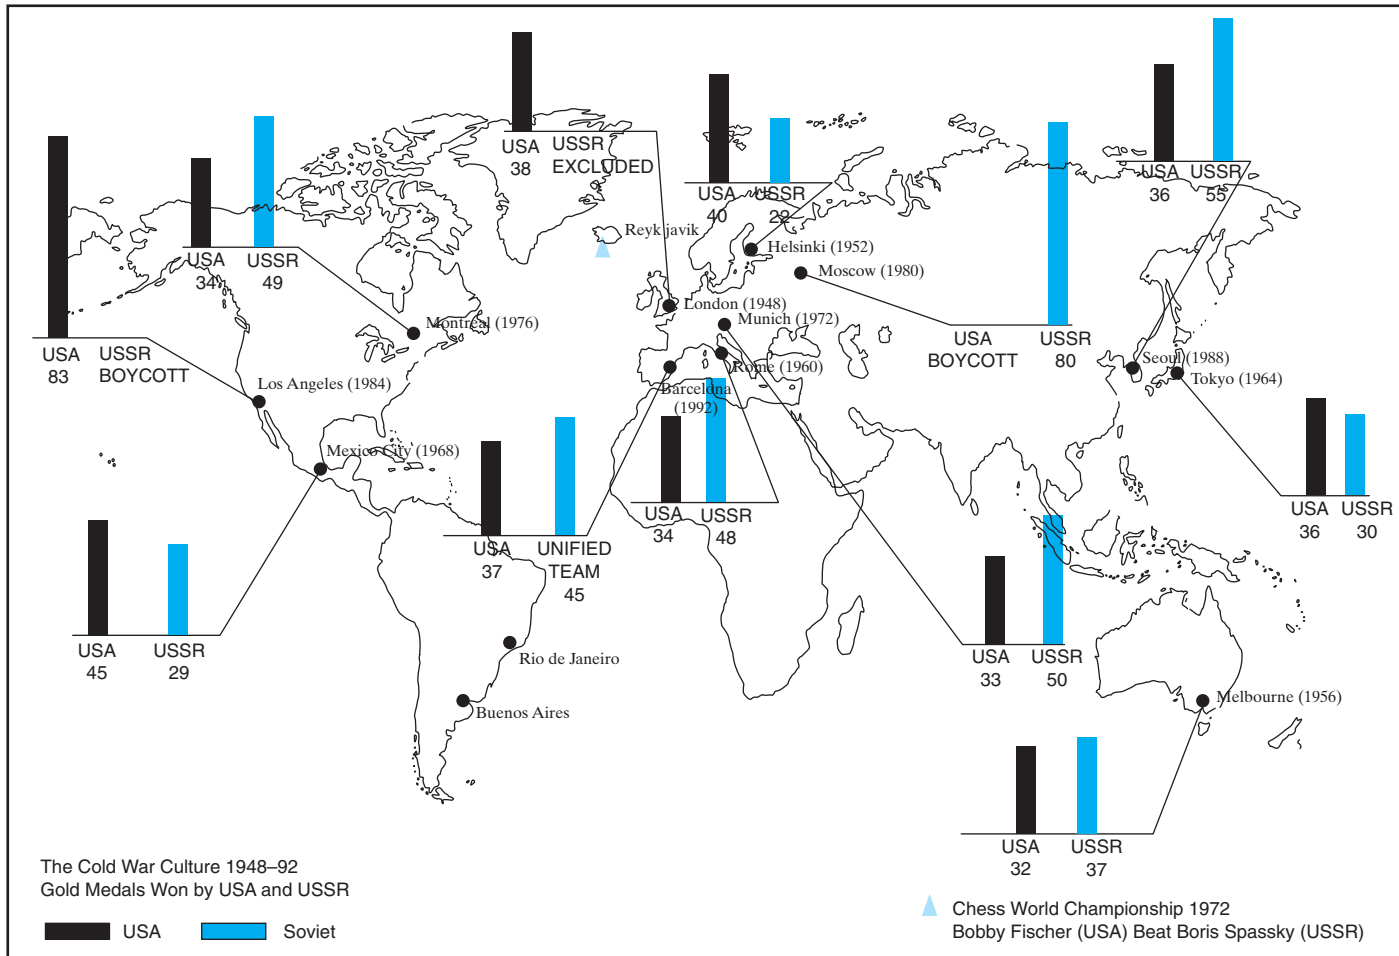 USA
38
USSR
EXCLUDED
USA
40
USSR
22
USA
36
USSR
55
USA
34
USSR
49
Reykjavik
Helsinki (1952)
Moscow (1980)
London (1948)
Munich (1972)
Montreal (1976)
USA
83
USSR
BOYCOTT
USA
BOYCOTT
USSR
80
Rome (1960)
Seoul (1988)
Tokyo (1964)
Los Angeles (1984)
Barcelona
(1992)
Mexico City (1968)
USA
34
USSR
48
USA
36
USSR
30
USA
37
UNIFIED
TEAM
45
USA
45
USSR
29
Rio de Janeiro
USA
33
USSR
50
Buenos Aires
Melbourne (1956)
USA
32
USSR
37
The Cold War Culture 1948–92
Gold Medals Won by USA and USSR
USA
Soviet
Chess World Championship 1972
Bobby Fischer (USA) Beat Boris Spassky (USSR)